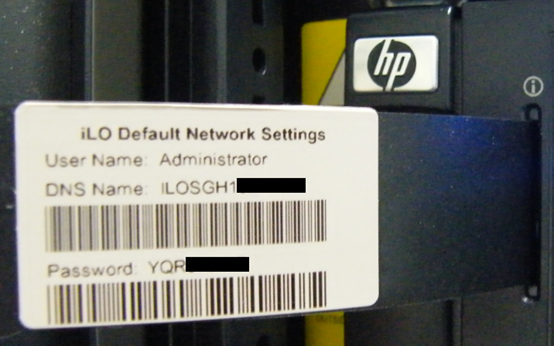 hp
iLO Default Network Settings
User Name: Administrator
DNS Name: ILOSGH1
Password: YQR